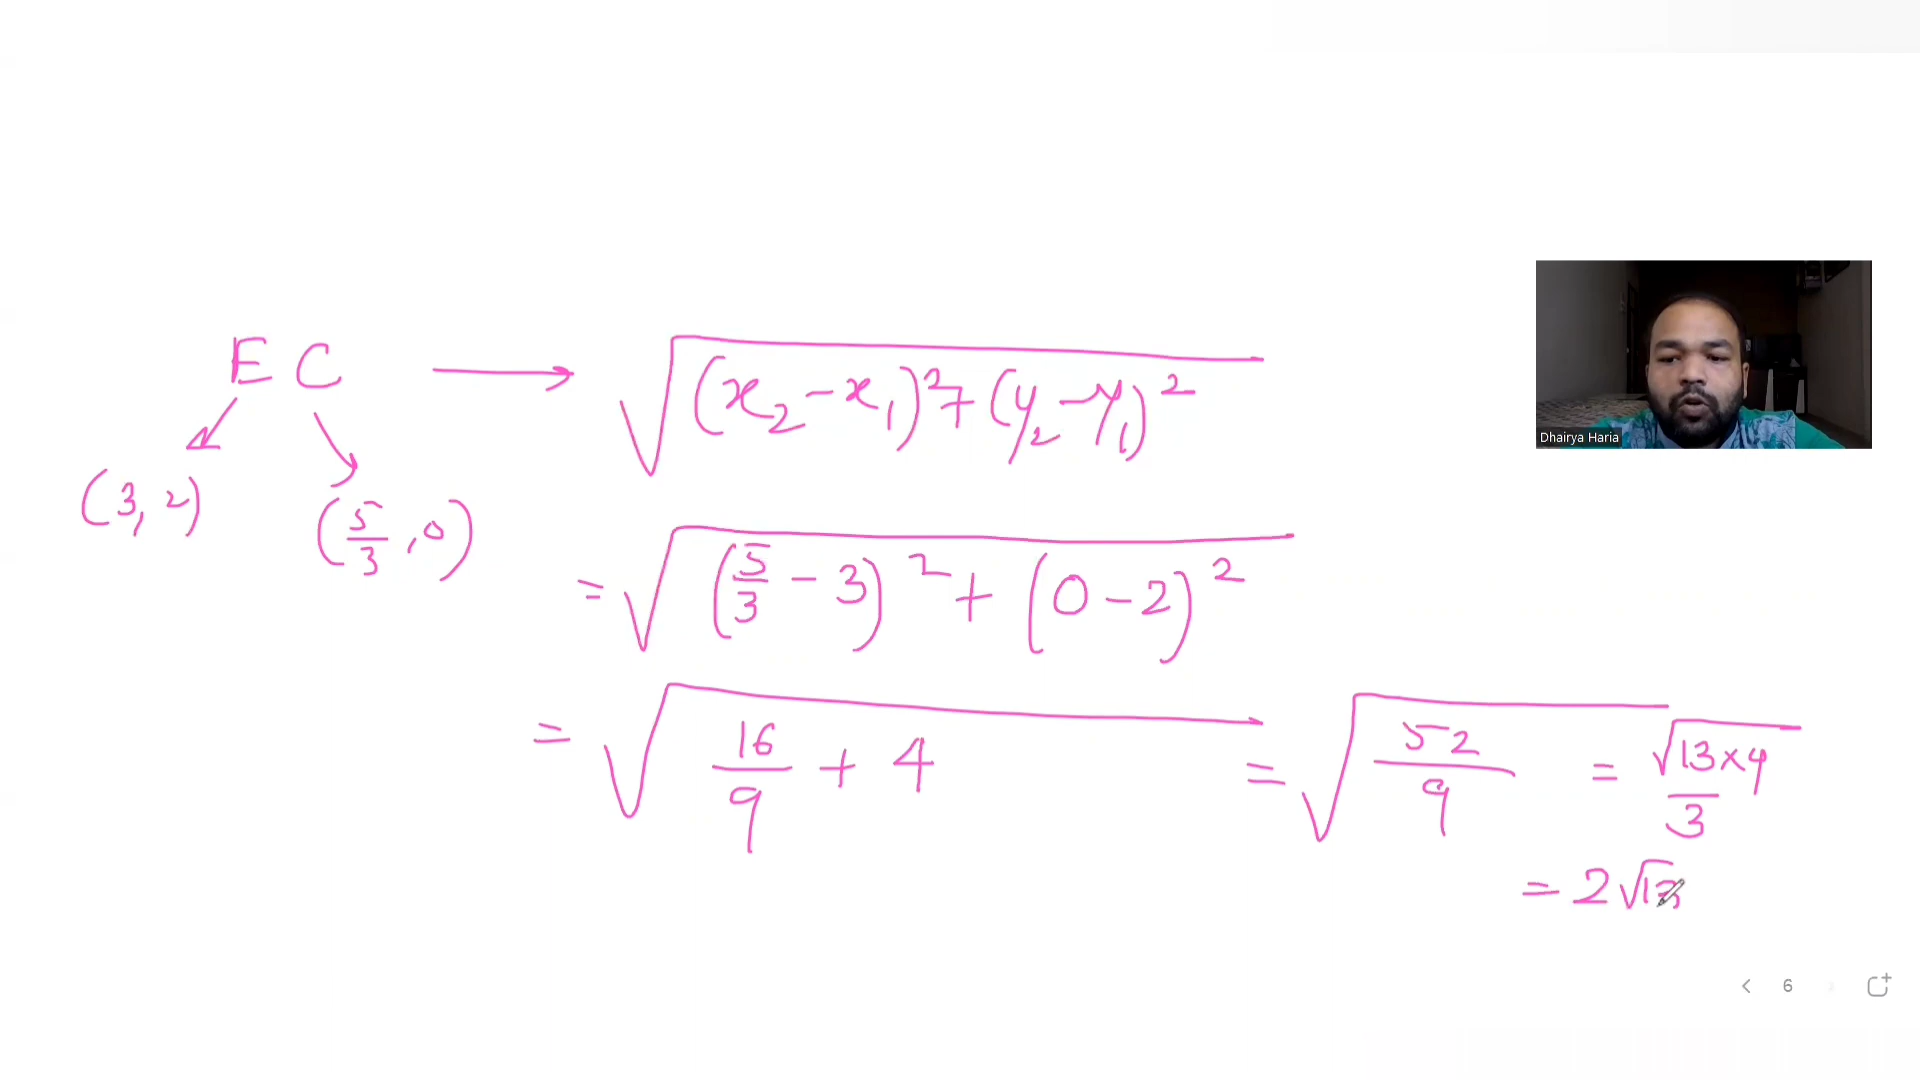 EC → √((x₂-x₁)²+(y₂-y₁)²)
(3,2) (5/3,0)
= √((5/3 - 3)² + (0-2)²)
= √(16/9 + 4) = √(52/9) = √(13×4)/3
= 2√13
Dhairya Haria
< 6